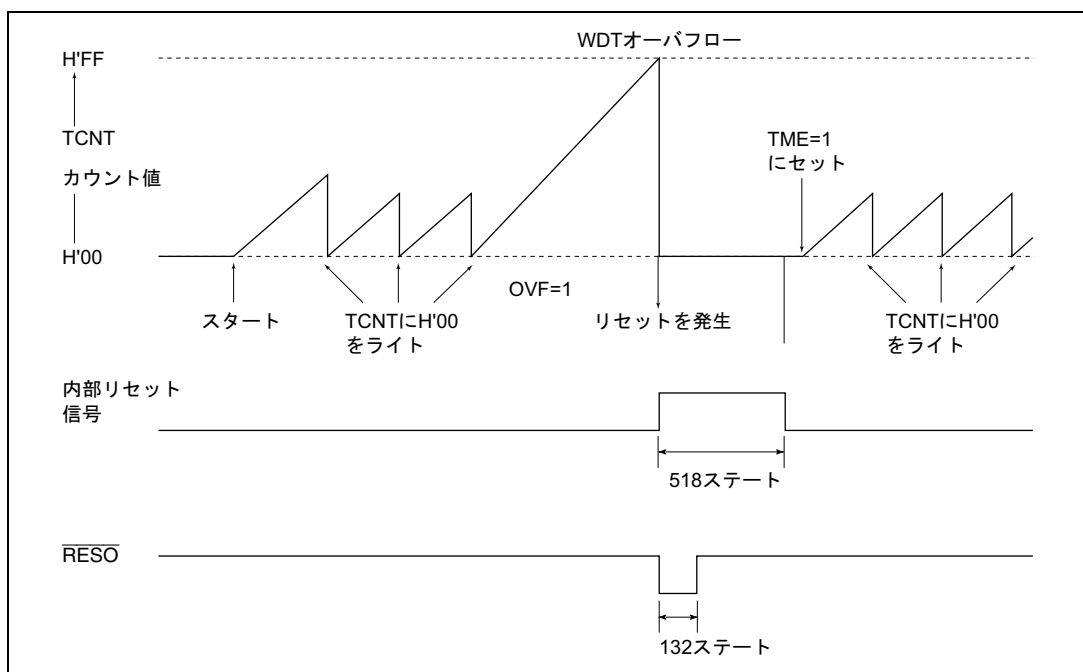 WDTオーバフロー
H'FF
TCNT
カウント値
H'00
TME=1
にセット
OVF=1
スタート
TCNTにH'00
をライト
リセットを発生
TCNTにH'00
をライト
内部リセット
信号
518ステート
RESO
132ステート